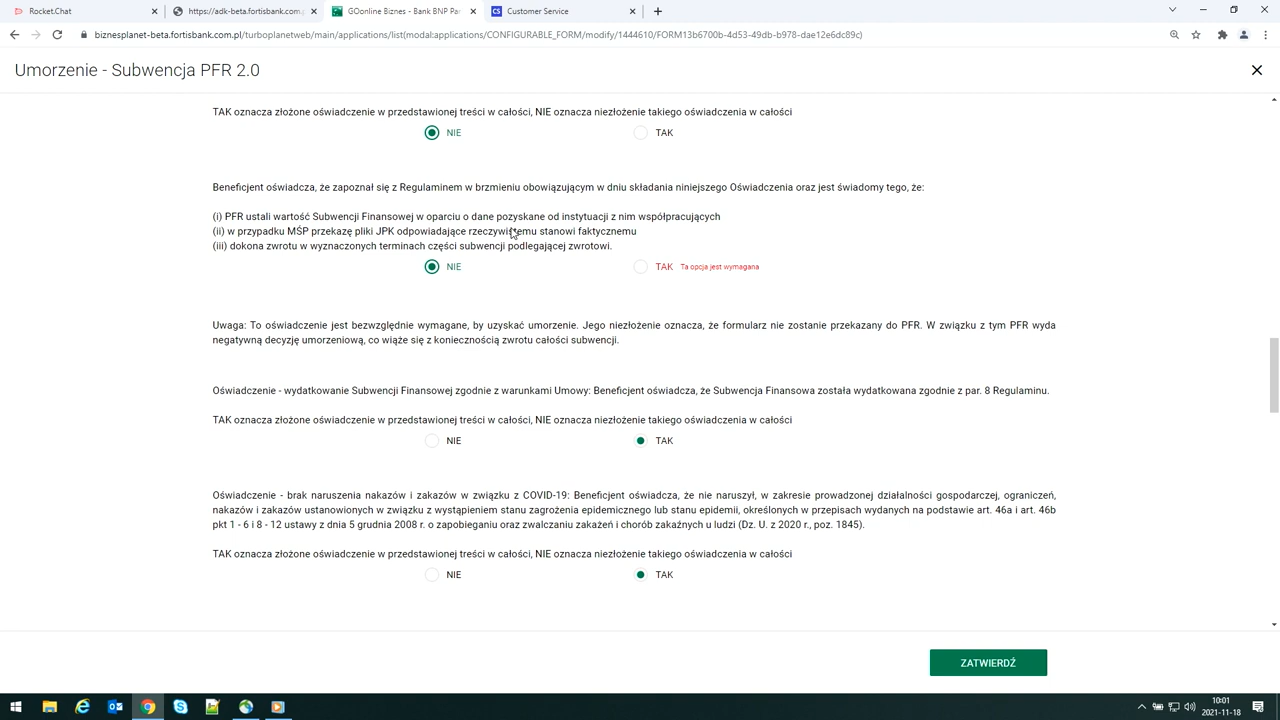 Rocket.Chat
https://adk-beta.fortisbank.com.p
GOonline Biznes - Bank BNP Par
CS Customer Service
biznesplanet-beta.fortisbank.com.pl/turboplanetweb/main/applications/list(modal:applications/CONFIGURABLE_FORM/modify/1444610/FORM13b6700b-4d53-49db-b978-dae12e6dc89c)
Umorzenie - Subwencja PFR 2.0
TAK oznacza złożone oświadczenie w przedstawionej treści w całości, NIE oznacza niezłożenie takiego oświadczenia w całości
NIE TAK
Beneficjent oświadcza, że zapoznał się z Regulaminem w brzmieniu obowiązującym w dniu składania niniejszego Oświadczenia oraz jest świadomy tego, że:
(i) PFR ustali wartość Subwencji Finansowej w oparciu o dane pozyskane od instytuacji z nim współpracujących
(ii) w przypadku MŚP przekazę pliki JPK odpowiadające rzeczywistemu stanowi faktycznemu
(iii) dokona zwrotu w wyznaczonych terminach części subwencji podlegającej zwrotowi.
NIE TAK Ta opcja jest wymagana
Uwaga: To oświadczenie jest bezwzględnie wymagane, by uzyskać umorzenie. Jego niezłożenie oznacza, że formularz nie zostanie przekazany do PFR. W związku z tym PFR wyda
negatywną decyzję umorzeniową, co wiąże się z koniecznością zwrotu całości subwencji.
Oświadczenie - wydatkowanie Subwencji Finansowej zgodnie z warunkami Umowy: Beneficjent oświadcza, że Subwencja Finansowa została wydatkowana zgodnie z par. 8 Regulaminu.
TAK oznacza złożone oświadczenie w przedstawionej treści w całości, NIE oznacza niezłożenie takiego oświadczenia w całości
NIE TAK
Oświadczenie - brak naruszenia nakazów i zakazów w związku z COVID-19: Beneficjent oświadcza, że nie naruszył, w zakresie prowadzonej działalności gospodarczej, ograniczeń,
nakazów i zakazów ustanowionych w związku z wystąpieniem stanu zagrożenia epidemicznego lub stanu epidemii, określonych w przepisach wydanych na podstawie art. 46a i art. 46b
pkt 1 - 6 i 8 - 12 ustawy z dnia 5 grudnia 2008 r. o zapobieganiu oraz zwalczaniu zakażeń i chorób zakaźnych u ludzi (Dz. U. z 2020 r., poz. 1845).
TAK oznacza złożone oświadczenie w przedstawionej treści w całości, NIE oznacza niezłożenie takiego oświadczenia w całości
NIE TAK
ZATWIERDŹ
10:01
2021-11-18